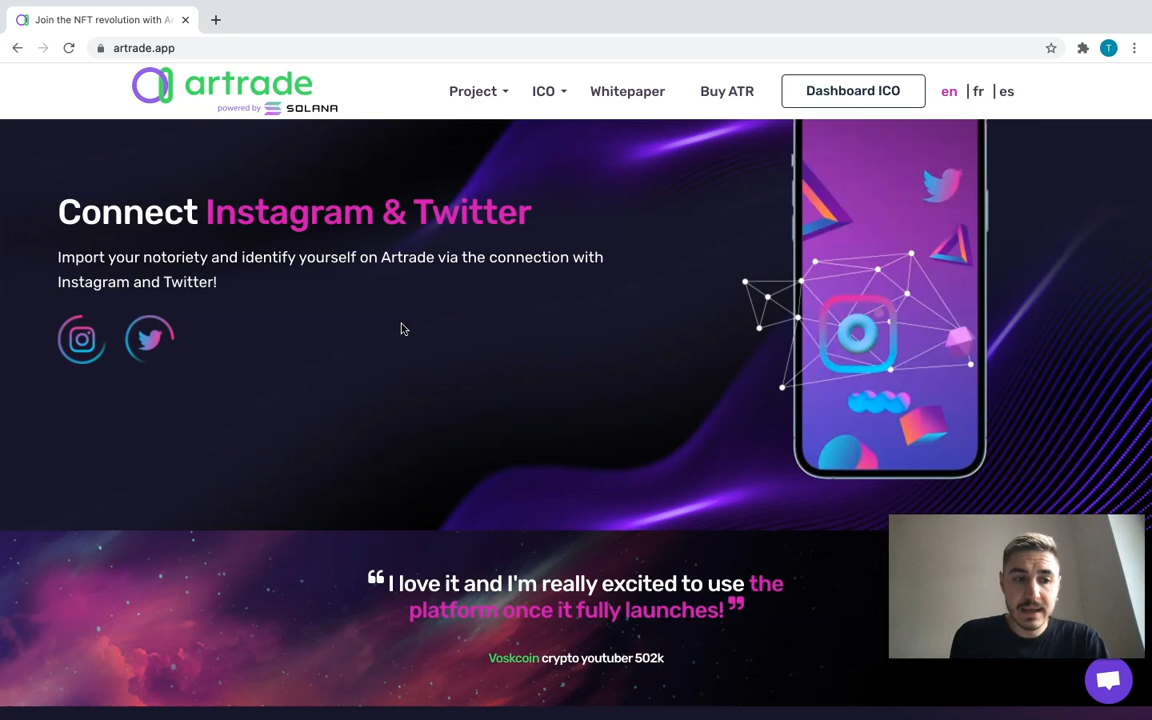 Join the NFT revolution with Ar
artrade.app
T
artrade
powered by SOLANA
Project
ICO
Whitepaper
Buy ATR
Dashboard ICO
en | fr | es
Connect Instagram & Twitter
Import your notoriety and identify yourself on Artrade via the connection with
Instagram and Twitter!
“ I love it and I'm really excited to use the
platform once it fully launches! ”
Voskcoin crypto youtuber 502k